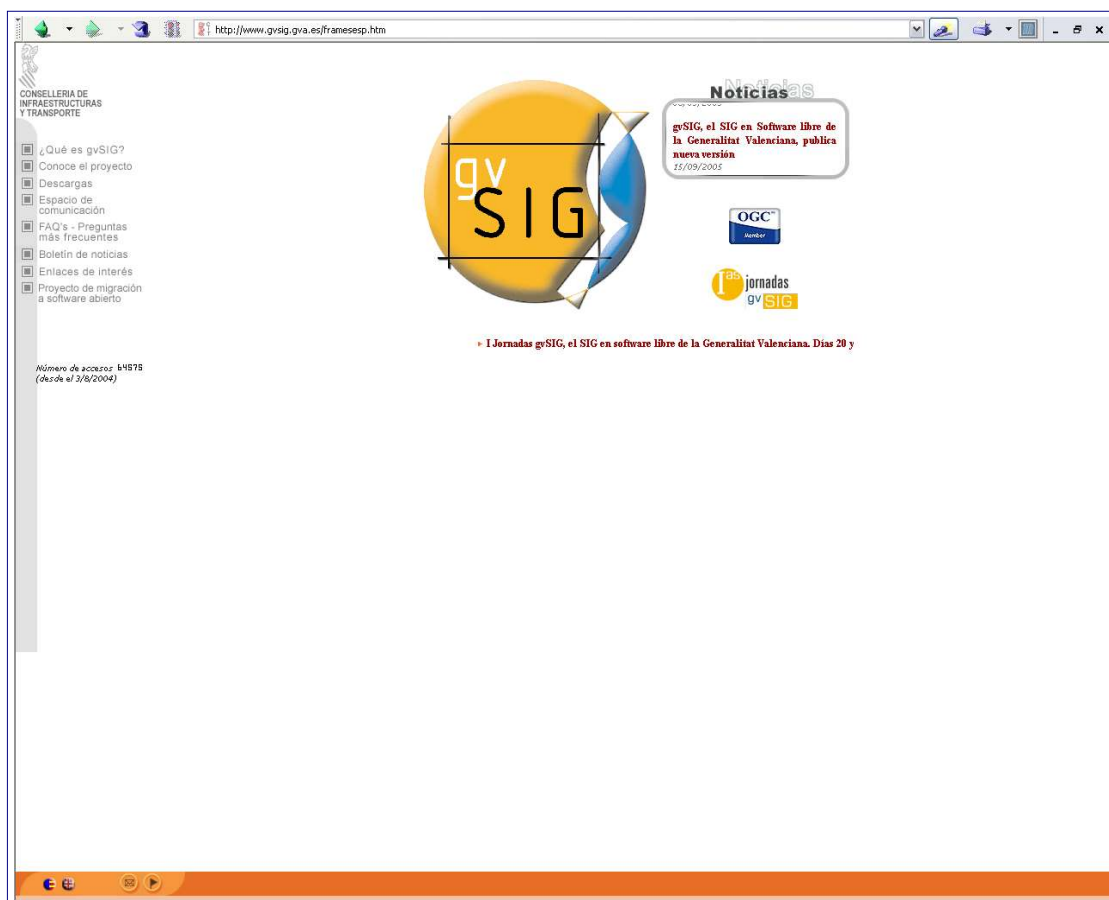 http://www.gvsig.gva.es/framesesp.htm
CONSELLERIA DE
INFRAESTRUCTURAS
Y TRANSPORTE
¿Qué es gvSIG?
Conoce el proyecto
Descargas
Espacio de
comunicación
FAQ's - Preguntas
más frecuentes
Boletín de noticias
Enlaces de interés
Proyecto de migración
a software abierto
Número de accesos 64575
(desde el 3/8/2004)
gv
SIG
Noticias
gvSIG, el SIG en Software libre de
la Generalitat Valenciana, publica
nueva versión
15/09/2005
OGC
Member
Ias jornadas
gv SIG
I Jornadas gvSIG, el SIG en software libre de la Generalitat Valenciana. Días 20 y